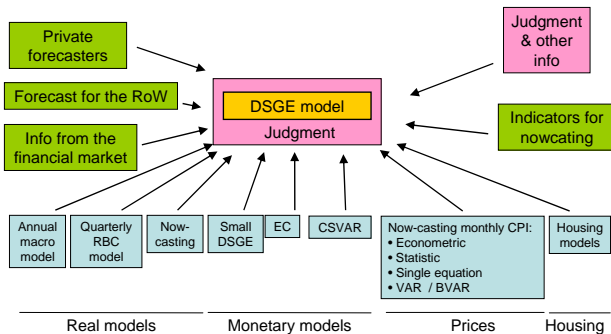 Private
forecasters
Judgment
& other
info
Forecast for the RoW
DSGE model
Judgment
Info from the
financial market
Indicators for
nowcating
Annual
macro
model
Quarterly
RBC
model
Now-
casting
Small
DSGE
EC
CSVAR
Now-casting monthly CPI:
• Econometric
• Statistic
• Single equation
• VAR / BVAR
Housing
models
Real models
Monetary models
Prices
Housing